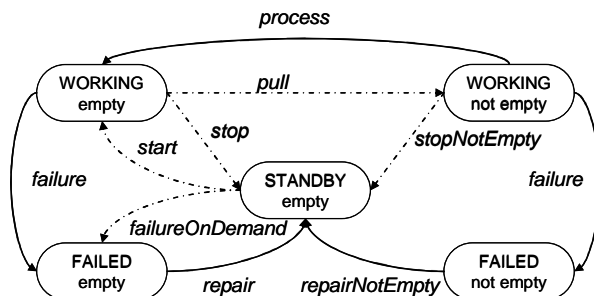 process
WORKING
empty
pull
WORKING
not empty
stop
stopNotEmpty
start
failure
STANDBY
empty
failure
failureOnDemand
FAILED
empty
repair
repairNotEmpty
FAILED
not empty